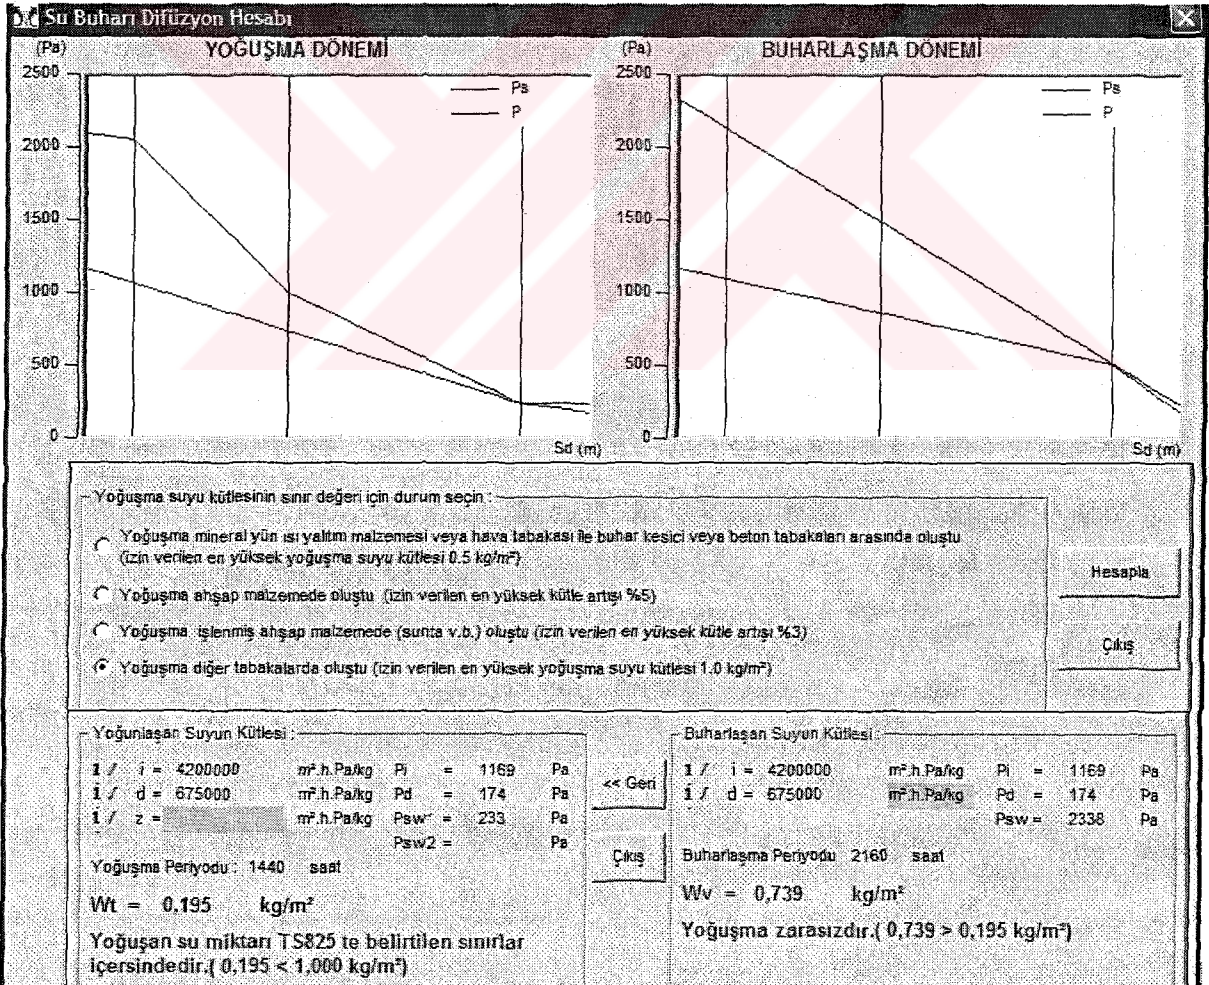 Su Buharı Difüzyon Hesabı
(Pa) YOĞUŞMA DÖNEMİ
2500
2000
1500
1000
500
0
Ps
P
Sd (m)
(Pa) BUHARLAŞMA DÖNEMİ
2500
2000
1500
1000
500
0
Ps
P
Sd (m)
Yoğuşma suyu kütlesinin sınır değeri için durum seçin :
Yoğuşma mineral yün ısı yalıtım malzemesi veya hava tabakası ile buhar kesici veya beton tabakaları arasında oluştu
(izin verilen en yüksek yoğuşma suyu kütlesi 0.5 kg/m²)
Yoğuşma ahşap malzemede oluştu (izin verilen en yüksek kütle artışı %5)
Yoğuşma işlenmiş ahşap malzemede (sunta v.b.) oluştu (izin verilen en yüksek kütle artışı %3)
Yoğuşma diğer tabakalarda oluştu (izin verilen en yüksek yoğuşma suyu kütlesi 1.0 kg/m²)
Hesapla
Çıkış
Yoğunlaşan Suyun Kütlesi :
1 / i = 4200000 m².h.Pa/kg Pi = 1169 Pa
1 / d = 675000 m².h.Pa/kg Pd = 174 Pa
1 / z = m².h.Pa/kg Psw1 = 233 Pa
Psw2 = Pa
Yoğuşma Periyodu : 1440 saat
Wt = 0,195 kg/m²
Yoğuşan su miktarı TS825 te belirtilen sınırlar
içersindedir.( 0,195 < 1,000 kg/m²)
<< Geri
Çıkış
Buharlaşan Suyun Kütlesi :
1 / i = 4200000 m².h.Pa/kg Pi = 1169 Pa
1 / d = 675000 m².h.Pa/kg Pd = 174 Pa
Psw = 2338 Pa
Buharlaşma Periyodu 2160 saat
Wv = 0,739 kg/m²
Yoğuşma zarasızdır.( 0,739 > 0,195 kg/m²)